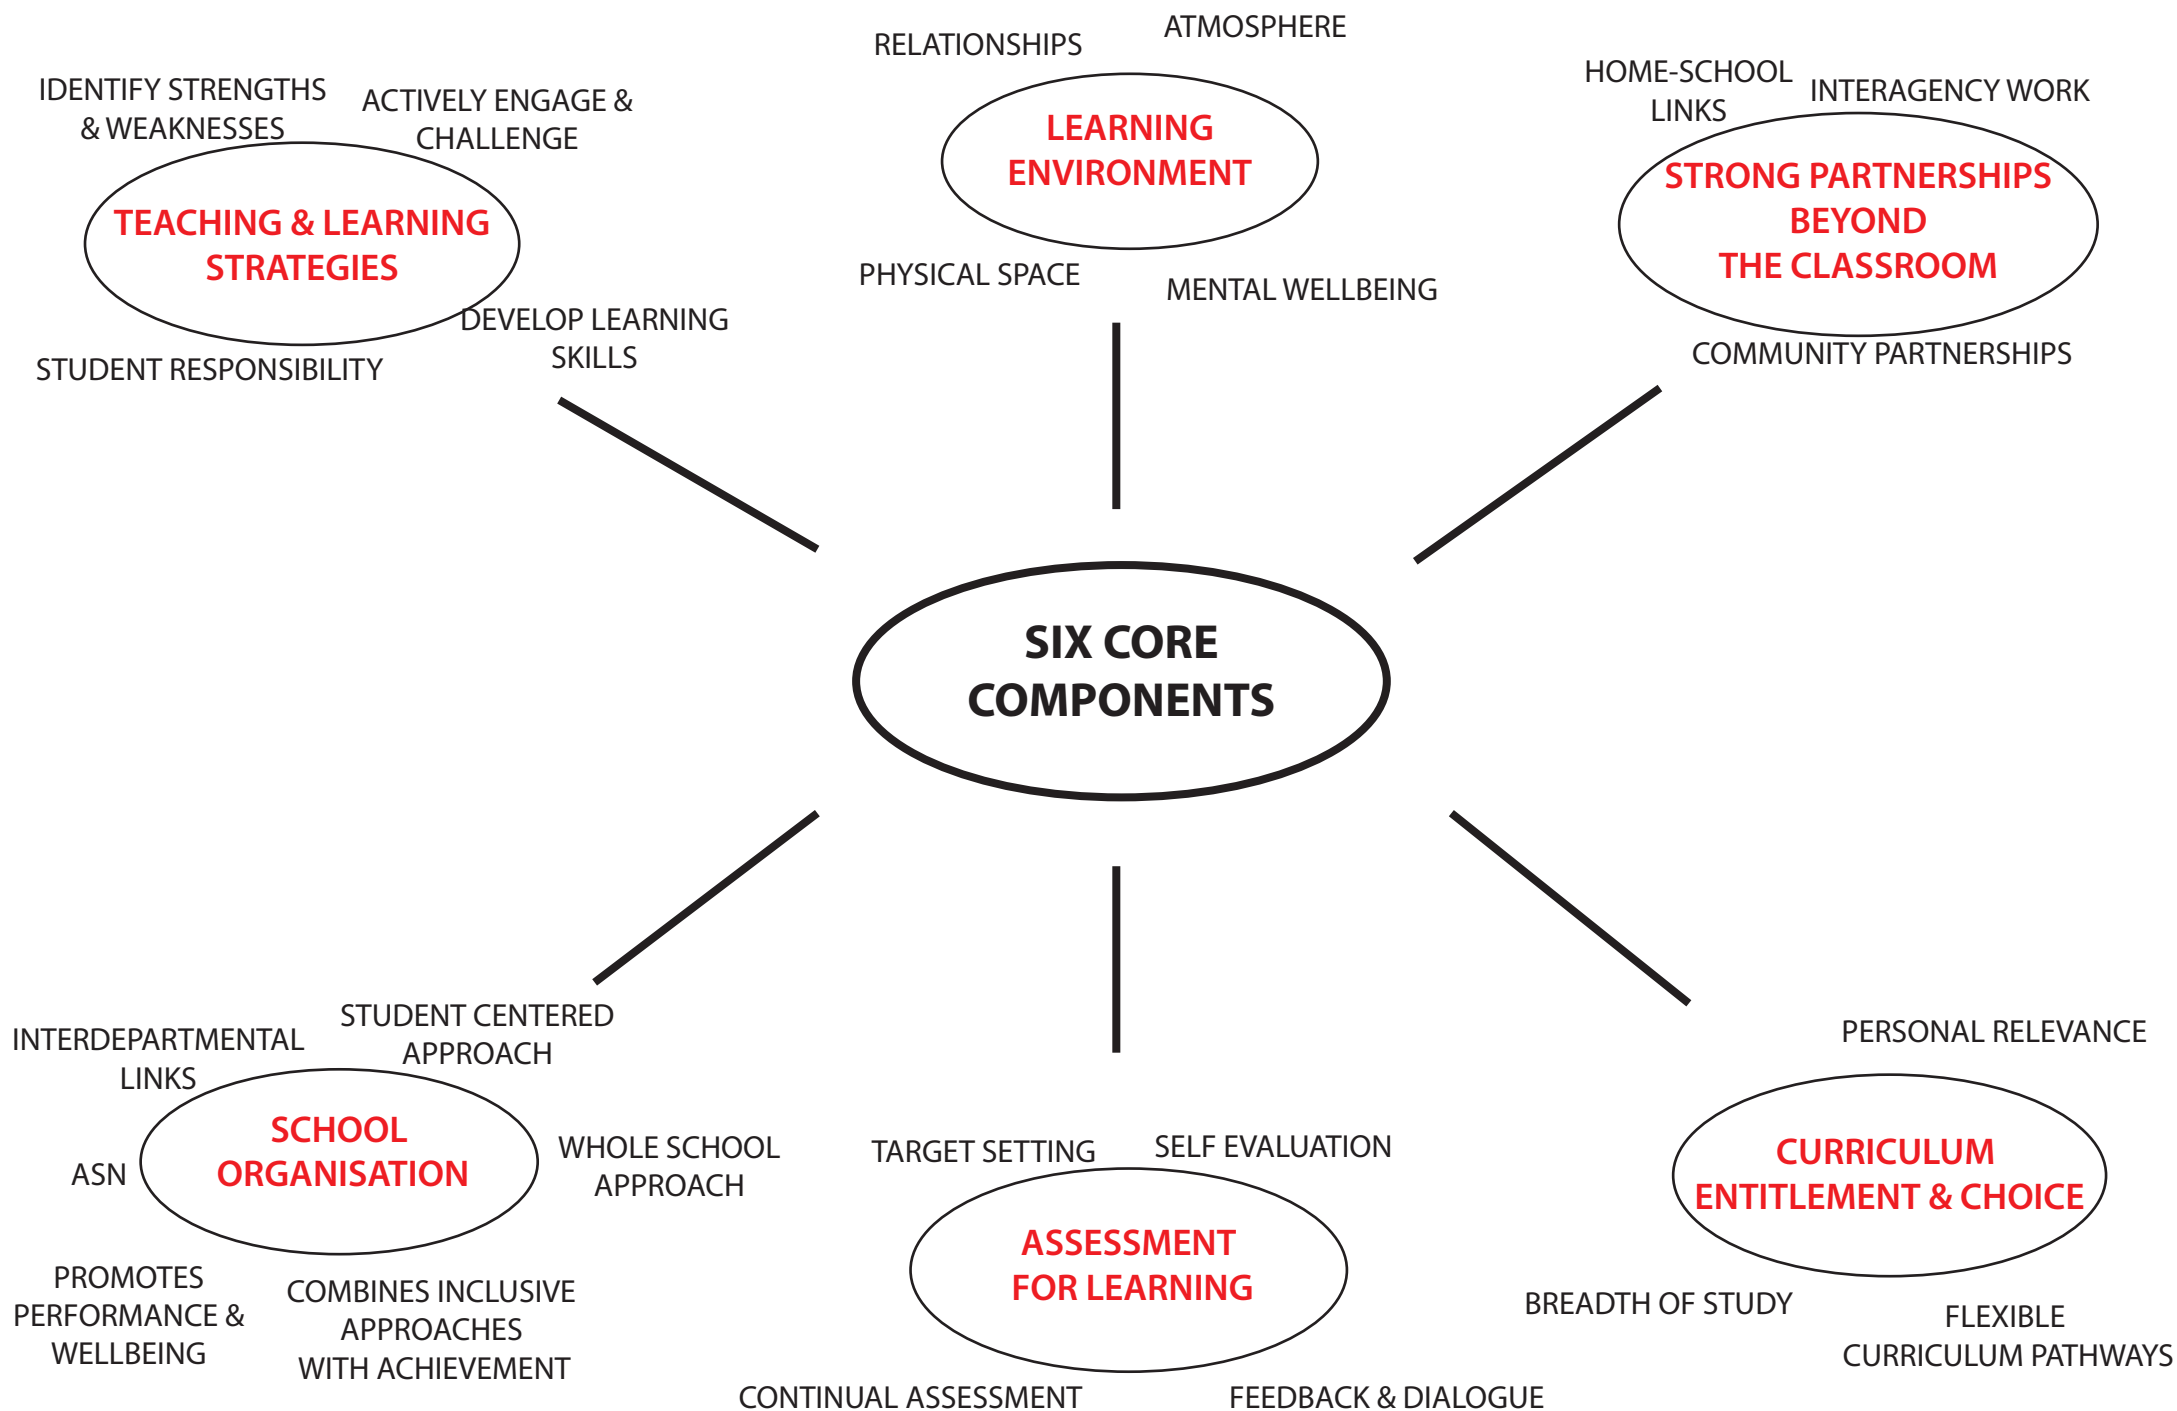 IDENTIFY STRENGTHS
& WEAKNESSES
ACTIVELY ENGAGE &
CHALLENGE
TEACHING & LEARNING
STRATEGIES
DEVELOP LEARNING
SKILLS
STUDENT RESPONSIBILITY
RELATIONSHIPS
ATMOSPHERE
LEARNING
ENVIRONMENT
PHYSICAL SPACE
MENTAL WELLBEING
HOME-SCHOOL
LINKS
INTERAGENCY WORK
STRONG PARTNERSHIPS
BEYOND
THE CLASSROOM
COMMUNITY PARTNERSHIPS
SIX CORE
COMPONENTS
INTERDEPARTMENTAL
LINKS
STUDENT CENTERED
APPROACH
SCHOOL
ORGANISATION
ASN
WHOLE SCHOOL
APPROACH
PROMOTES
PERFORMANCE &
WELLBEING
COMBINES INCLUSIVE
APPROACHES
WITH ACHIEVEMENT
TARGET SETTING
SELF EVALUATION
ASSESSMENT
FOR LEARNING
CONTINUAL ASSESSMENT
FEEDBACK & DIALOGUE
PERSONAL RELEVANCE
CURRICULUM
ENTITLEMENT & CHOICE
BREADTH OF STUDY
FLEXIBLE
CURRICULUM PATHWAYS